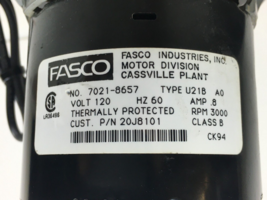 FASCO
FASCO INDUSTRIES, INC.
MOTOR DIVISION
CASSVILLE PLANT
NO. 7021-8657 TYPE U21B A0
VOLT 120 HZ 60 AMP .8
THERMALLY PROTECTED RPM 3000
CUST. P/N 20J8101 CLASS B
CK94